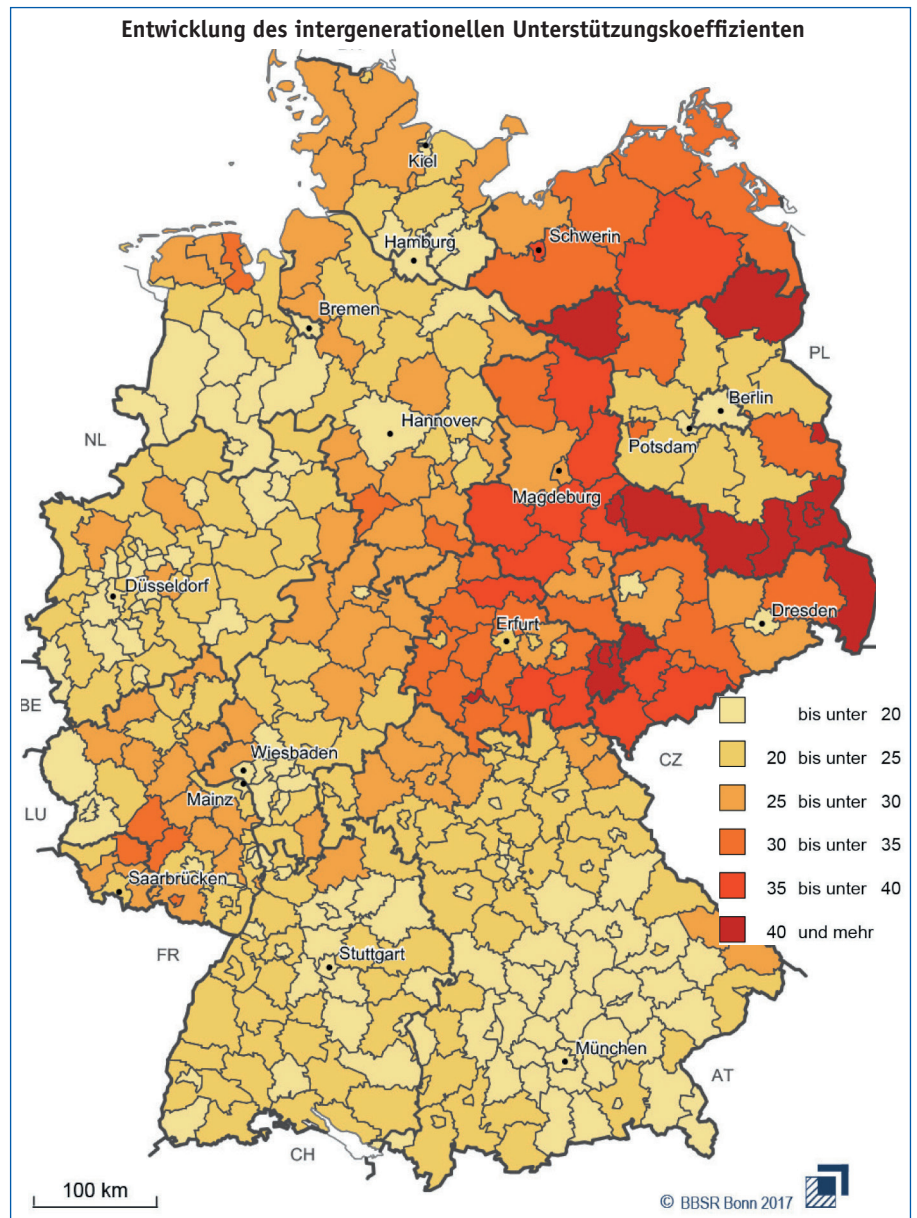 Entwicklung des intergenerationellen Unterstützungskoeffizienten
Kiel
Hamburg
Schwerin
Bremen
PL
Berlin
NL
Hannover
Potsdam
Magdeburg
Düsseldorf
Dresden
Erfurt
BE
bis unter 20
Wiesbaden
CZ
20 bis unter 25
Mainz
LU
25 bis unter 30
30 bis unter 35
Saarbrücken
35 bis unter 40
40 und mehr
FR
Stuttgart
München
AT
CH
100 km
© BBSR Bonn 2017